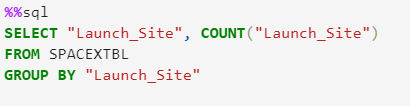 %%sql
SELECT "Launch_Site", COUNT("Launch_Site")
FROM SPACEXTBL
GROUP BY "Launch_Site"